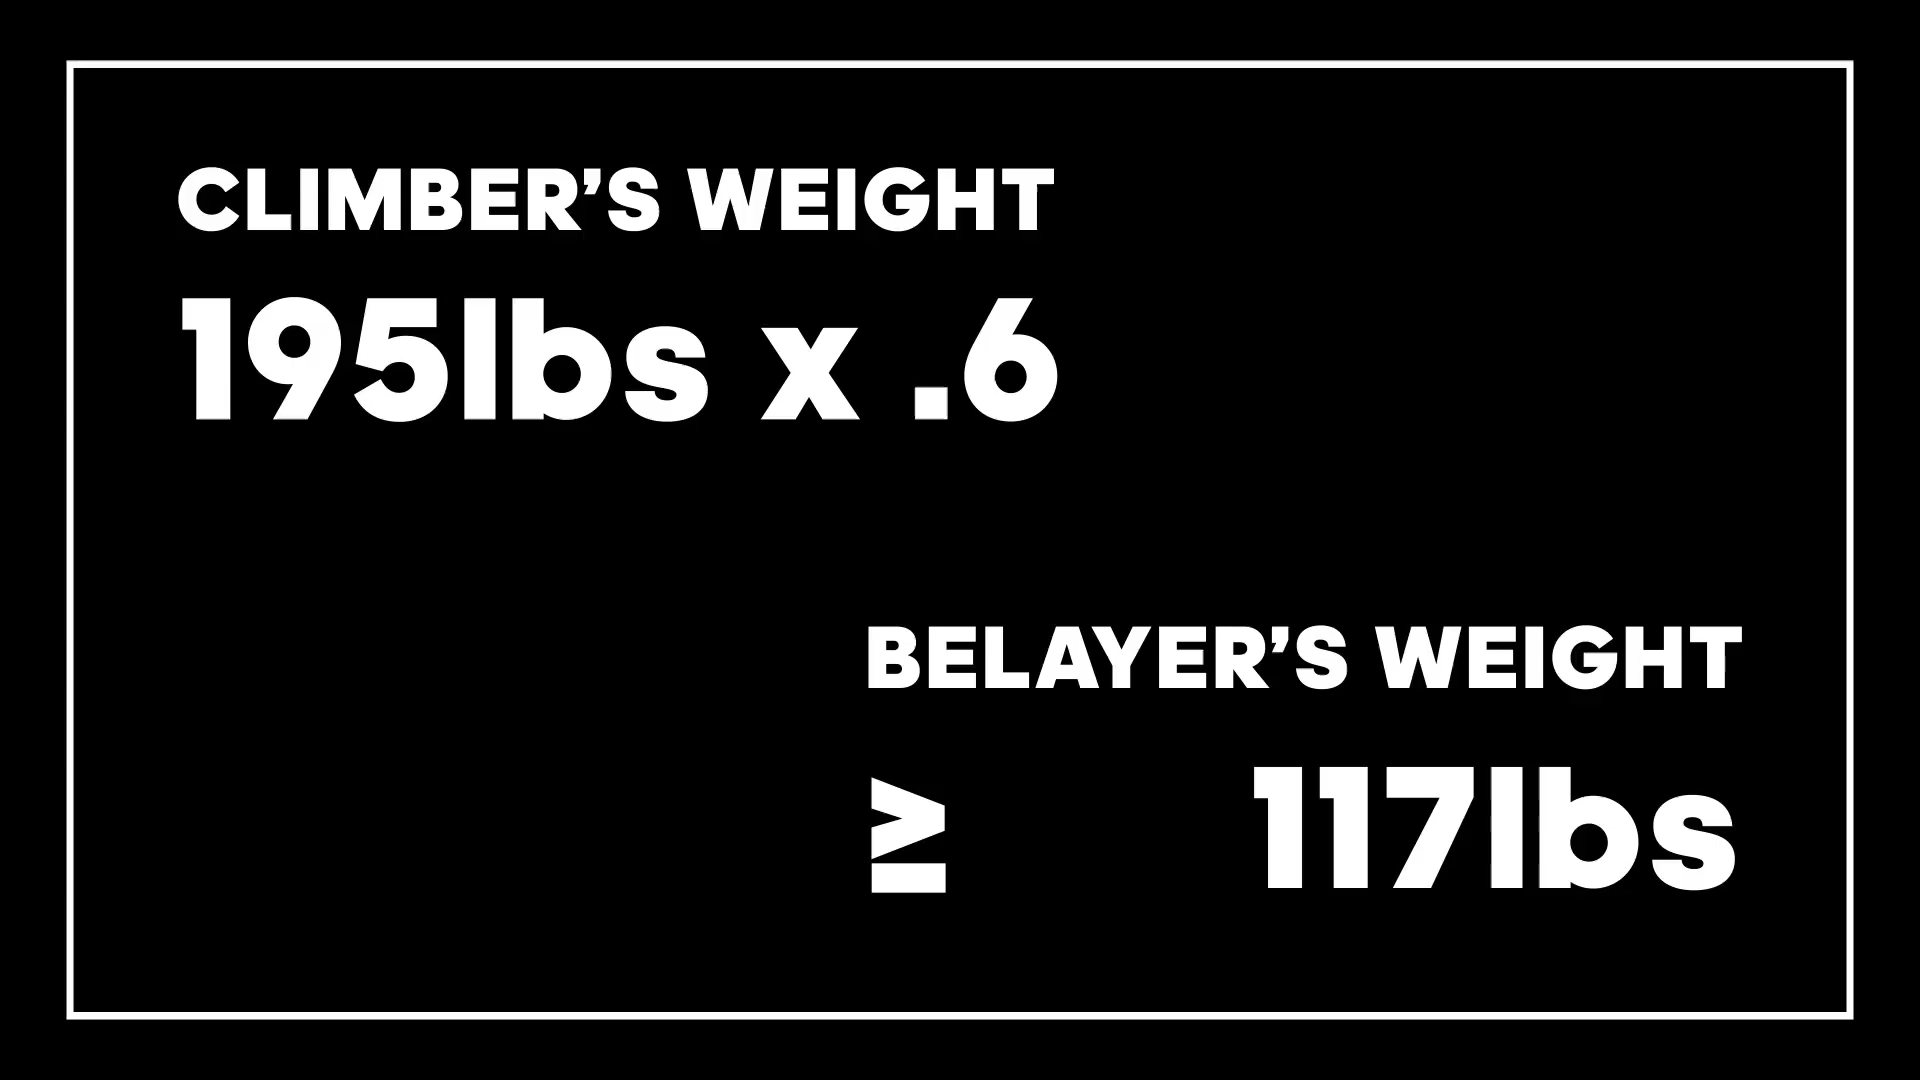 CLIMBER’S WEIGHT
195lbs x .6
BELAYER’S WEIGHT
≥ 117lbs